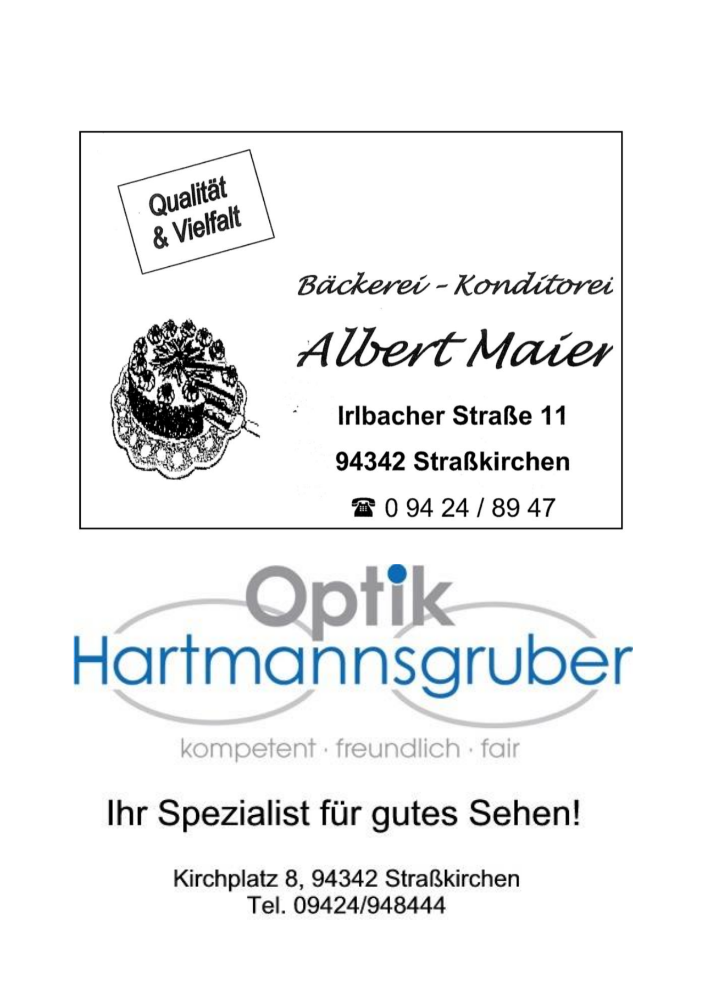 Qualität
& Vielfalt
Bäckerei - Konditorei
Albert Maier
Irlbacher Straße 11
94342 Straßkirchen
☎ 0 94 24 / 89 47
Optik
Hartmannsgruber
kompetent · freundlich · fair
Ihr Spezialist für gutes Sehen!
Kirchplatz 8, 94342 Straßkirchen
Tel. 09424/948444